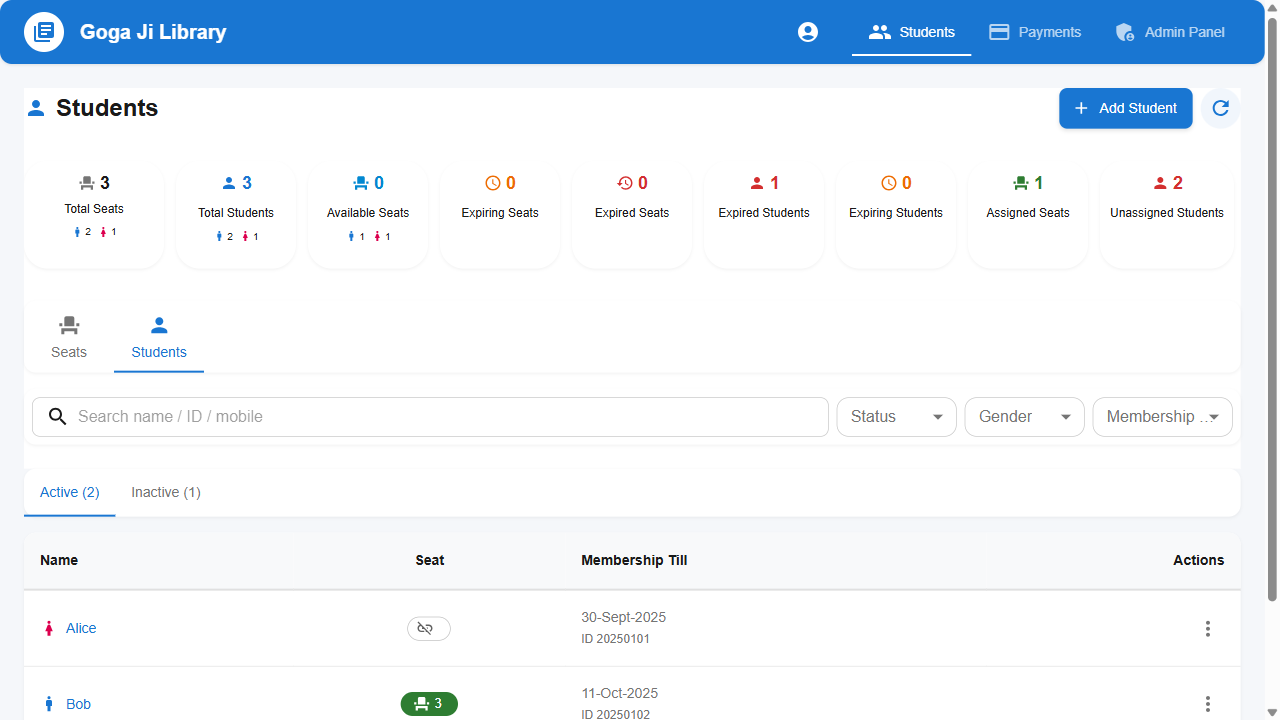 Goga Ji Library
Students
Payments
Admin Panel
Students
+ Add Student
3
Total Seats
2 1
3
Total Students
2 1
0
Available Seats
1 1
0
Expiring Seats
0
Expired Seats
1
Expired Students
0
Expiring Students
1
Assigned Seats
2
Unassigned Students
Seats
Students
Search name / ID / mobile
Status
Gender
Membership ...
Active (2)
Inactive (1)
Name Seat Membership Till Actions
Alice
30-Sept-2025
ID 20250101
Bob
3
11-Oct-2025
ID 20250102